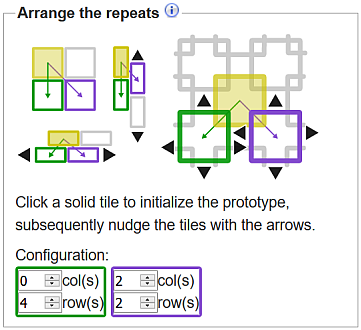 Arrange the repeats i
Click a solid tile to initialize the prototype,
subsequently nudge the tiles with the arrows.
Configuration:
0 col(s) 2 col(s)
4 row(s) 2 row(s)